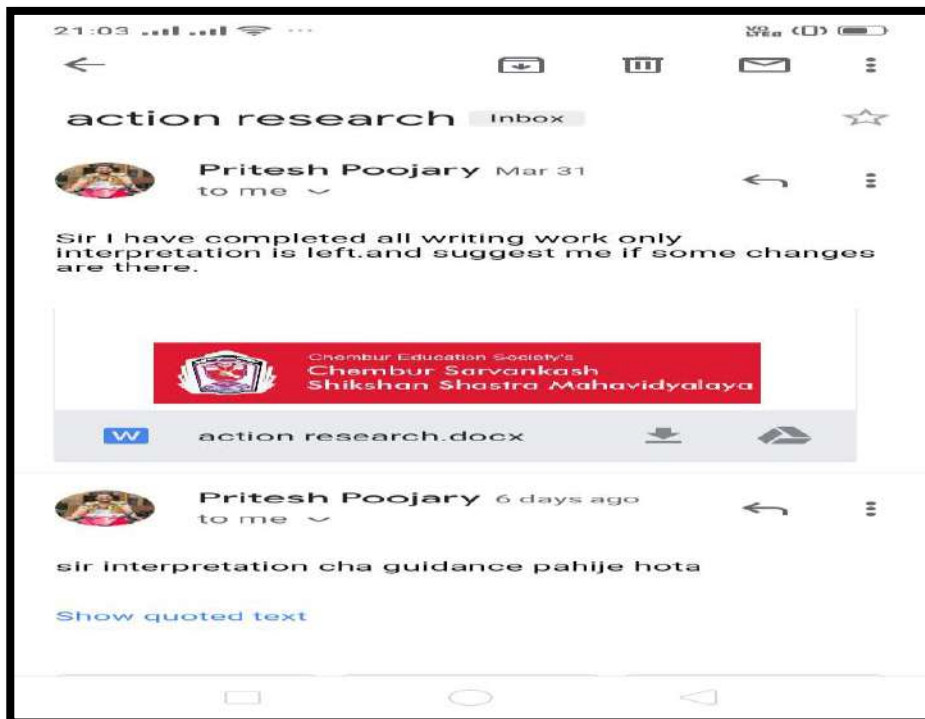 21:03
VO LTE
action research Inbox
Pritesh Poojary Mar 31
to me
Sir I have completed all writing work only
interpretation is left.and suggest me if some changes
are there.
Chembur Education Society's
Chembur Sarvankash
Shikshan Shastra Mahavidyalaya
W action research.docx
Pritesh Poojary 6 days ago
to me
sir interpretation cha guidance pahije hota
Show quoted text